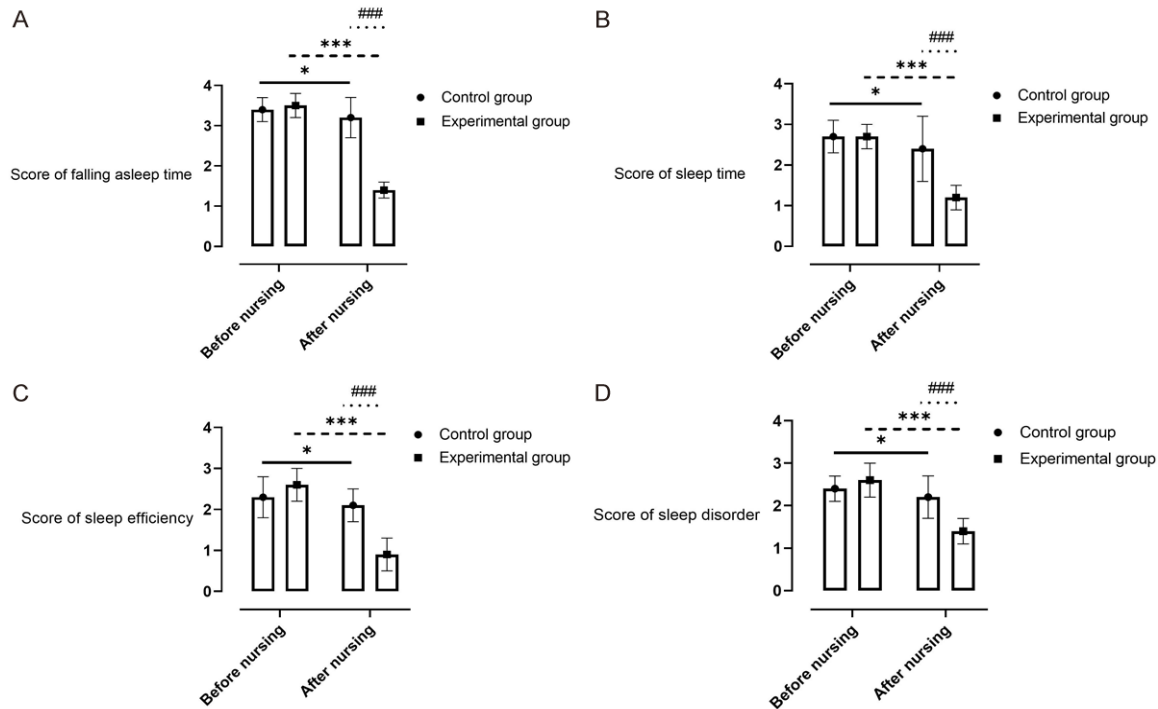 A
###
***
*
4
3
2
1
0
Score of falling asleep time
Control group
Experimental group
Before nursing
After nursing
B
###
***
*
4
3
2
1
0
Score of sleep time
Control group
Experimental group
Before nursing
After nursing
C
###
***
*
4
3
2
1
0
Score of sleep efficiency
Control group
Experimental group
Before nursing
After nursing
D
###
***
*
4
3
2
1
0
Score of sleep disorder
Control group
Experimental group
Before nursing
After nursing